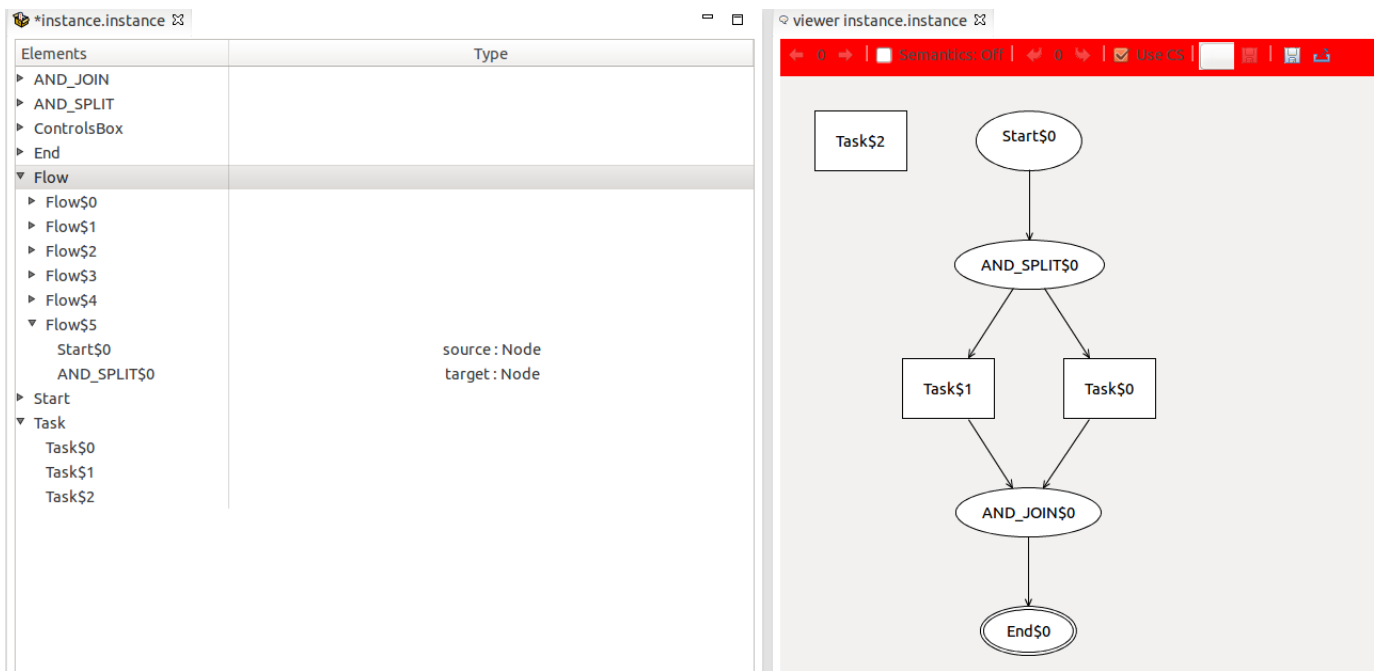 *instance.instance
Elements Type
AND_JOIN
AND_SPLIT
ControlsBox
End
Flow
Flow$0
Flow$1
Flow$2
Flow$3
Flow$4
Flow$5
Start$0 source : Node
AND_SPLIT$0 target : Node
Start
Task
Task$0
Task$1
Task$2
viewer instance.instance
0 Semantics: Off 0 Use CS
Task$2 Start$0
AND_SPLIT$0
Task$1 Task$0
AND_JOIN$0
End$0